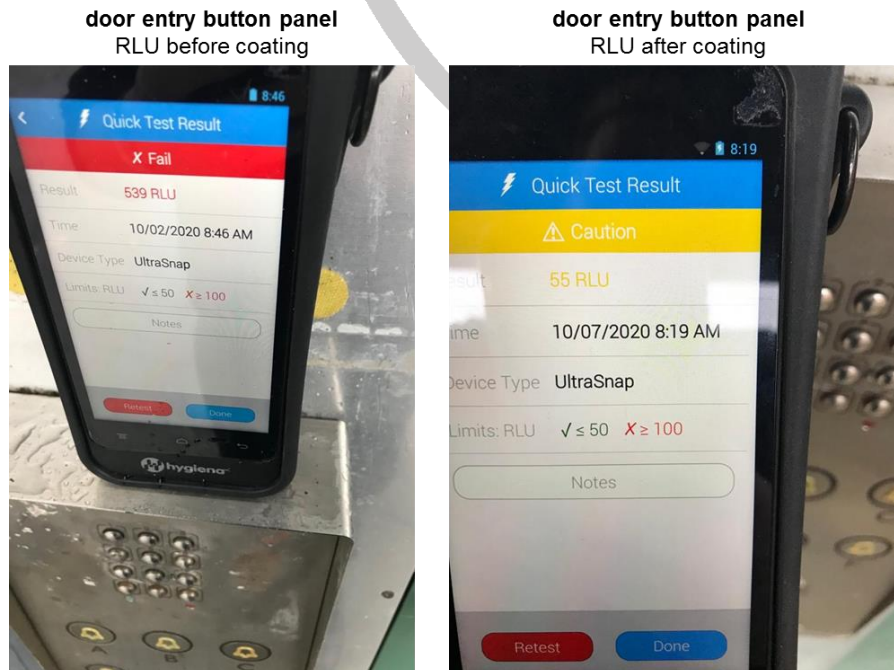 door entry button panel
RLU before coating
8:46
Quick Test Result
X Fail
Result 539 RLU
Time 10/02/2020 8:46 AM
Device Type UltraSnap
Limits: RLU √ ≤ 50 X ≥ 100
Notes
Retest Done
hygiena
A B C
door entry button panel
RLU after coating
8:19
Quick Test Result
Caution
sult 55 RLU
ime 10/07/2020 8:19 AM
Device Type UltraSnap
Limits: RLU √ ≤ 50 X ≥ 100
Notes
Retest Done